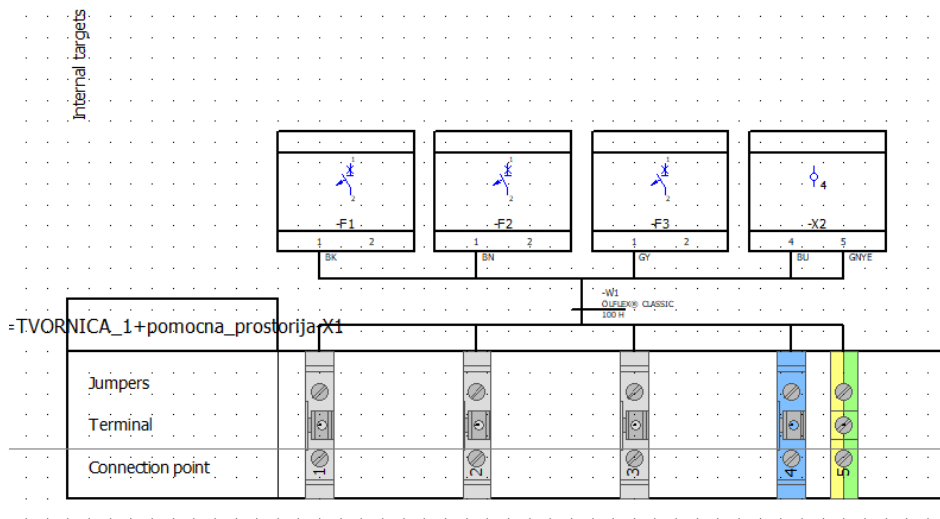 Internal targets
1
2
1
2
1
2
4
-F1
-F2
-F3
-X2
1 2
1 2
1 2
4 5
BK
BN
GY
BU
GNYE
-W1
ÖLFLEX® CLASSIC
100 H
=TVORNICA_1+pomocna_prostorija-X1
Jumpers
Terminal
Connection point
1
2
3
4
5